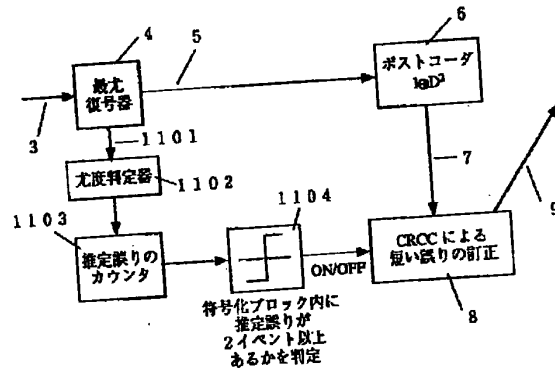 4
5
6
最尤
復号器
ポストコーダ
1⊕D²
3
1101
7
尤度判定器
1102
9
1103
1104
推定誤りの
カウンタ
ON/OFF
CRCCによる
短い誤りの訂正
符号化ブロック内に
推定誤りが
2イベント以上
あるかを判定
8